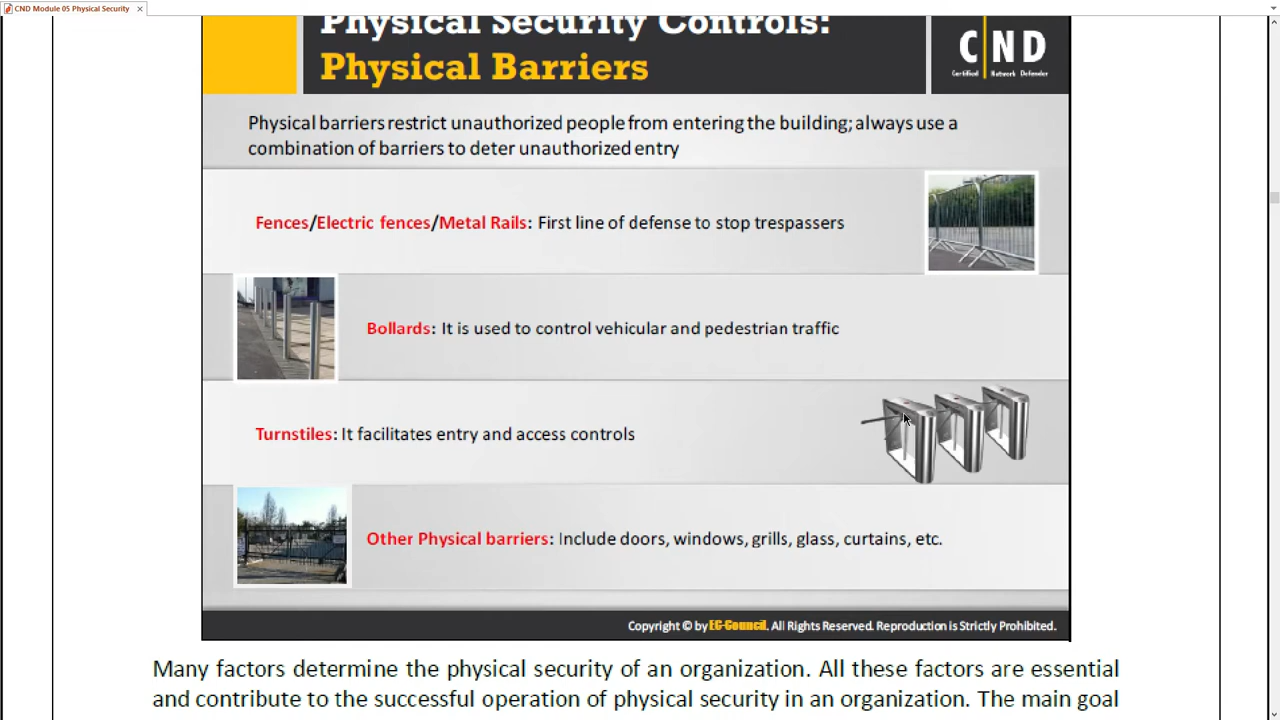 CND Module 05 Physical Security
Physical Security Controls:
Physical Barriers
CND
Certified Network Defender
Physical barriers restrict unauthorized people from entering the building; always use a
combination of barriers to deter unauthorized entry
Fences/Electric fences/Metal Rails: First line of defense to stop trespassers
Bollards: It is used to control vehicular and pedestrian traffic
Turnstiles: It facilitates entry and access controls
Other Physical barriers: Include doors, windows, grills, glass, curtains, etc.
Copyright © by EC-Council. All Rights Reserved. Reproduction is Strictly Prohibited.
Many factors determine the physical security of an organization. All these factors are essential
and contribute to the successful operation of physical security in an organization. The main goal